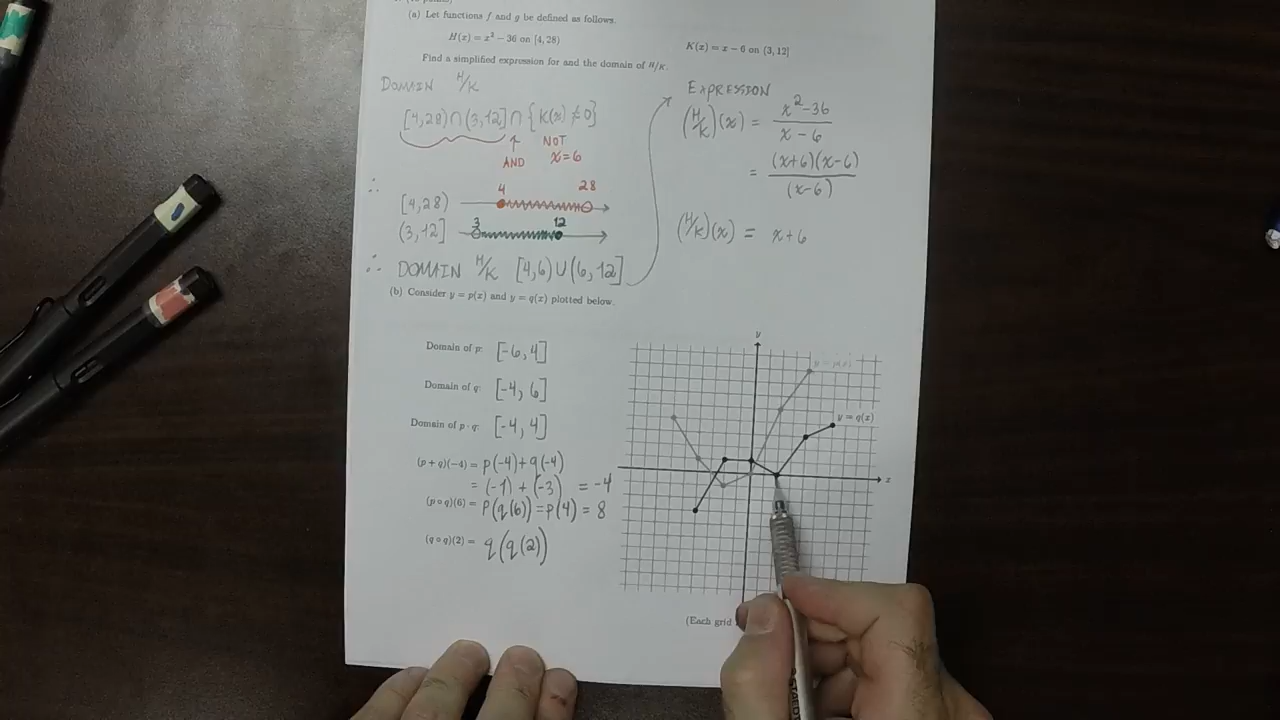 (a) Let functions f and g be defined as follows.
H(x) = x² − 36 on [4, 28)
K(x) = x − 6 on (3, 12]
Find a simplified expression for and the domain of H/K.
DOMAIN H/K
[4,28) ∩ (3,12] ∩ {K(x) ≠ 0}
AND
NOT
x=6
∴
[4,28)
4
28
(3,12]
3
12
∴ DOMAIN H/K [4,6) ∪ (6,12]
EXPRESSION
(H/K)(x) = x²-36 / x-6
= (x+6)(x-6) / (x-6)
(H/K)(x) = x+6
(b) Consider y = p(x) and y = q(x) plotted below.
Domain of p: [-6,4]
Domain of q: [-4,6]
Domain of p · q: [-4,4]
(p + q)(−4) = p(-4)+q(-4)
= (-1) + (-3) = -4
(p ∘ q)(6) = P(q(6)) = p(4) = 8
(q ∘ q)(2) = q(q(2))
y
y = p(x)
y = q(x)
x
(Each grid